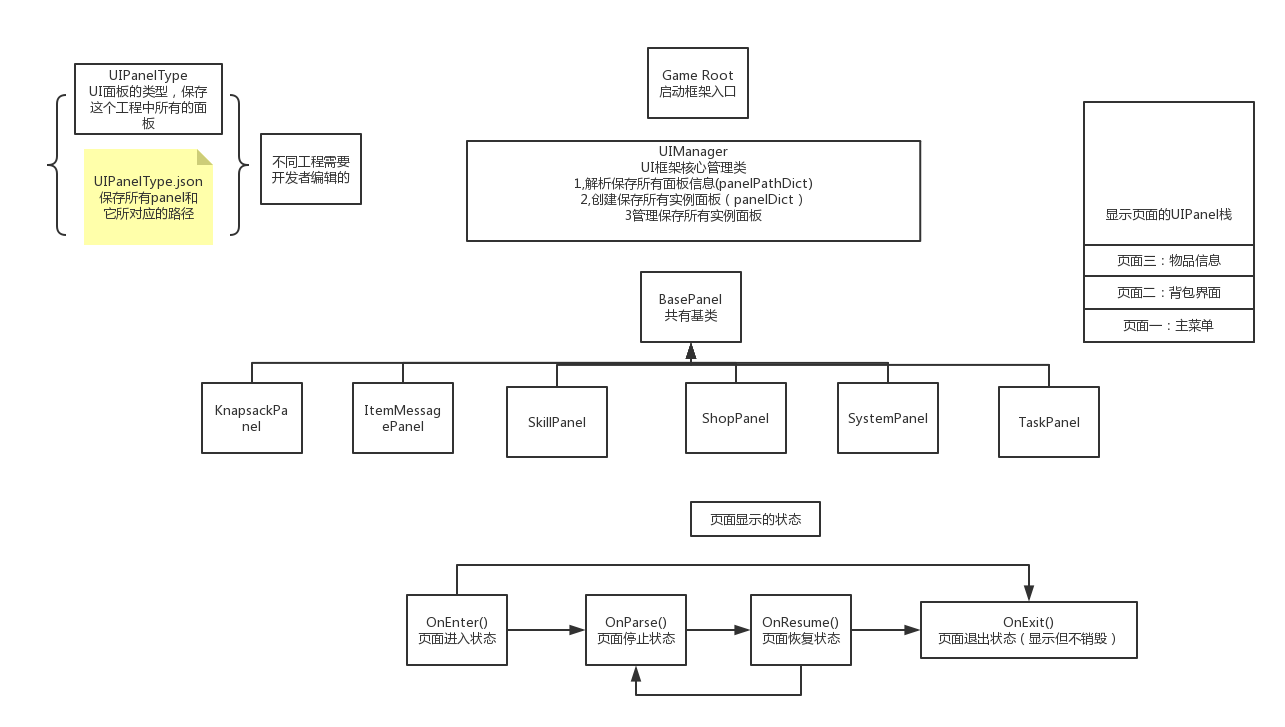 UIPanelType
UI面板的类型，保存
这个工程中所有的面
板
UIPanelType.json
保存所有panel和
它所对应的路径
不同工程需要
开发者编辑的
Game Root
启动框架入口
UIManager
UI框架核心管理类
1,解析保存所有面板信息(panelPathDict)
2,创建保存所有实例面板（panelDict）
3管理保存所有实例面板
显示页面的UIPanel栈
页面三：物品信息
页面二：背包界面
页面一：主菜单
BasePanel
共有基类
KnapsackPa
nel
ItemMessag
ePanel
SkillPanel
ShopPanel
SystemPanel
TaskPanel
页面显示的状态
OnEnter()
页面进入状态
OnParse()
页面停止状态
OnResume()
页面恢复状态
OnExit()
页面退出状态（显示但不销毁）